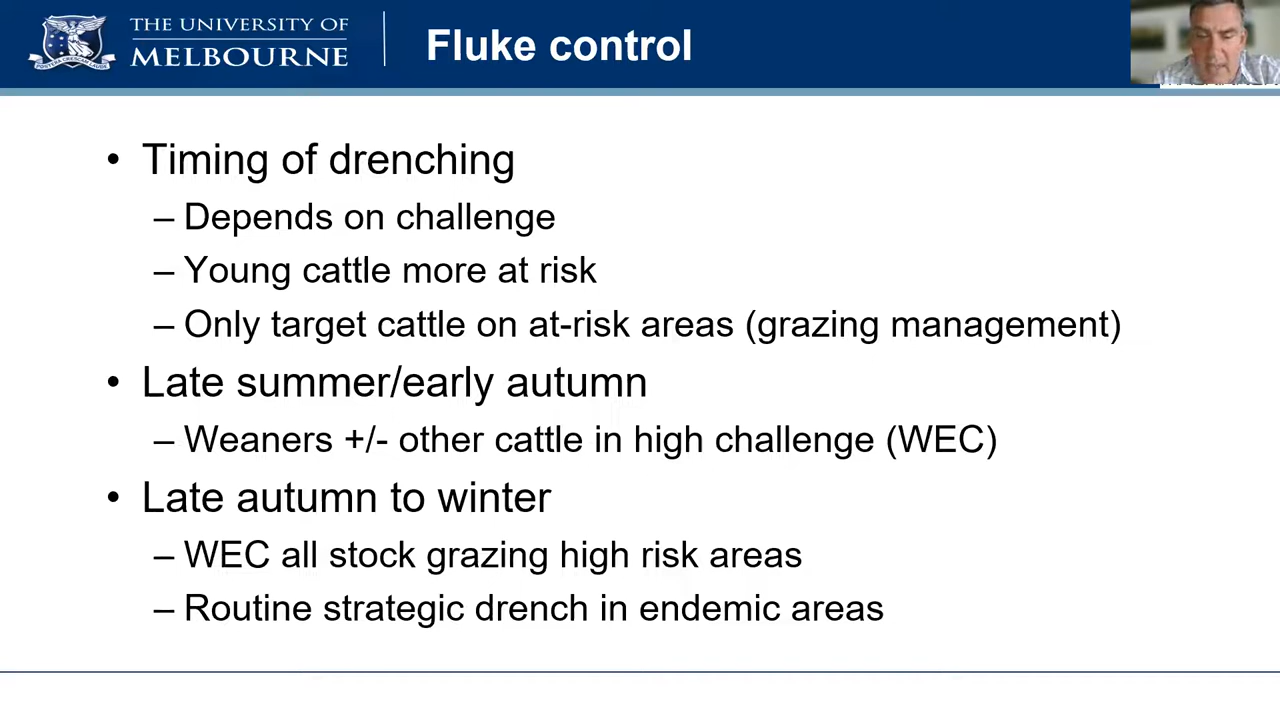 THE UNIVERSITY OF
MELBOURNE
Fluke control
• Timing of drenching
– Depends on challenge
– Young cattle more at risk
– Only target cattle on at-risk areas (grazing management)
• Late summer/early autumn
– Weaners +/- other cattle in high challenge (WEC)
• Late autumn to winter
– WEC all stock grazing high risk areas
– Routine strategic drench in endemic areas